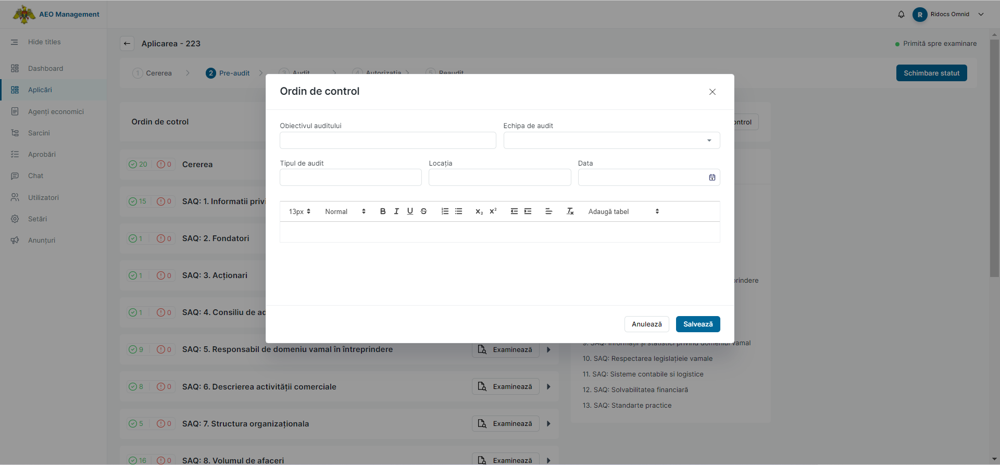 AEO Management
R Ridocs Omnid
Hide titles
Dashboard
Aplicări
Agenți economici
Sarcini
Aprobări
Chat
Utilizatori
Setări
Anunțuri
Aplicarea - 223
Primită spre examinare
1 Cererea
2 Pre-audit
3 Audit
4 Autorizatia
5 Reaudit
Schimbare statut
Ordin de cotrol
ontrol
20 0 Cererea
15 0 SAQ: 1. Informatii privi
1 0 SAQ: 2. Fondatori
1 0 SAQ: 3. Acționari
1 0 SAQ: 4. Consiliu de ad
9 0 SAQ: 5. Responsabil de domeniu vamal în întreprindere
Examinează
8 0 SAQ: 6. Descrierea activității comerciale
Examinează
5 0 SAQ: 7. Structura organizaționala
Examinează
16 0 SAQ: 8. Volumul de afaceri
Examinează
Ordin de control
Obiectivul auditului
Echipa de audit
Tipul de audit
Locația
Data
13px Normal B I U S X₂ X² Tx Adaugă tabel
Anulează
Salvează
prindere
9. SAQ: Informații și statistici privind domeniul vamal
10. SAQ: Respectarea legislațieie vamale
11. SAQ: Sisteme contabile si logistice
12. SAQ: Solvabilitatea financiară
13. SAQ: Standarte practice